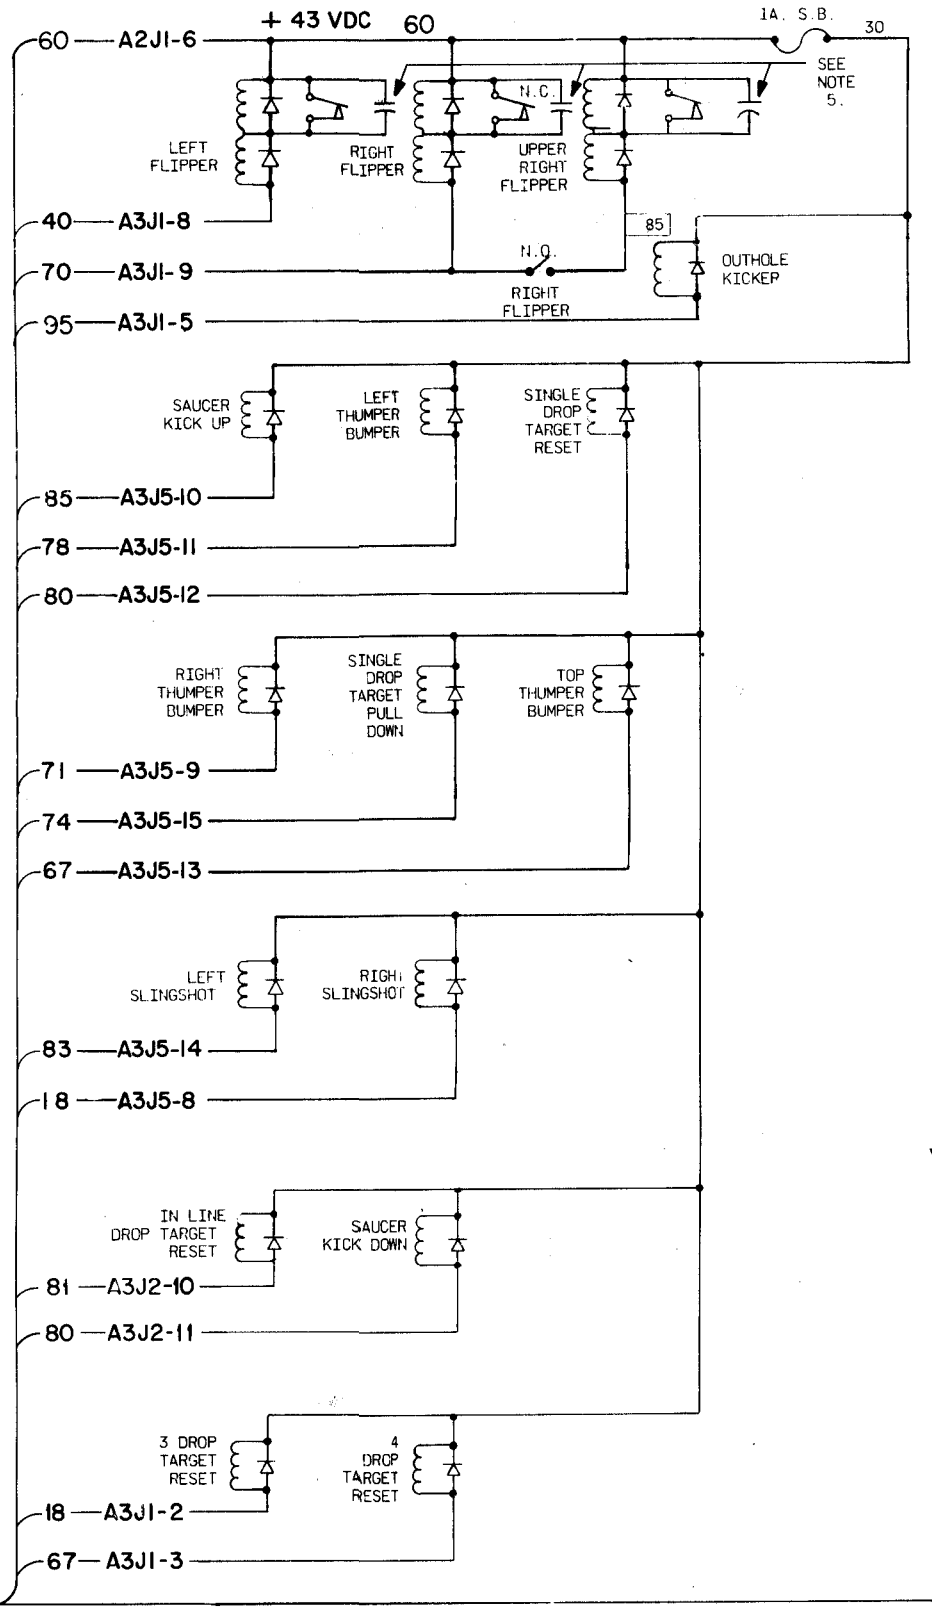 + 43 VDC
60
1A. S.B.
60 A2J1-6
30
SEE
NOTE
5.
N.C.
LEFT
FLIPPER
RIGHT
FLIPPER
UPPER
RIGHT
FLIPPER
40 A3J1-8
85
70 A3J1-9
N.O.
RIGHT
FLIPPER
OUTHOLE
KICKER
95 A3J1-5
SAUCER
KICK UP
LEFT
THUMPER
BUMPER
SINGLE
DROP
TARGET
RESET
85 A3J5-10
78 A3J5-11
80 A3J5-12
RIGHT
THUMPER
BUMPER
SINGLE
DROP
TARGET
PULL
DOWN
TOP
THUMPER
BUMPER
71 A3J5-9
74 A3J5-15
67 A3J5-13
LEFT
SLINGSHOT
RIGHT
SLINGSHOT
83 A3J5-14
18 A3J5-8
IN LINE
DROP TARGET
RESET
SAUCER
KICK DOWN
81 A3J2-10
80 A3J2-11
3 DROP
TARGET
RESET
4
DROP
TARGET
RESET
18 A3J1-2
67 A3J1-3